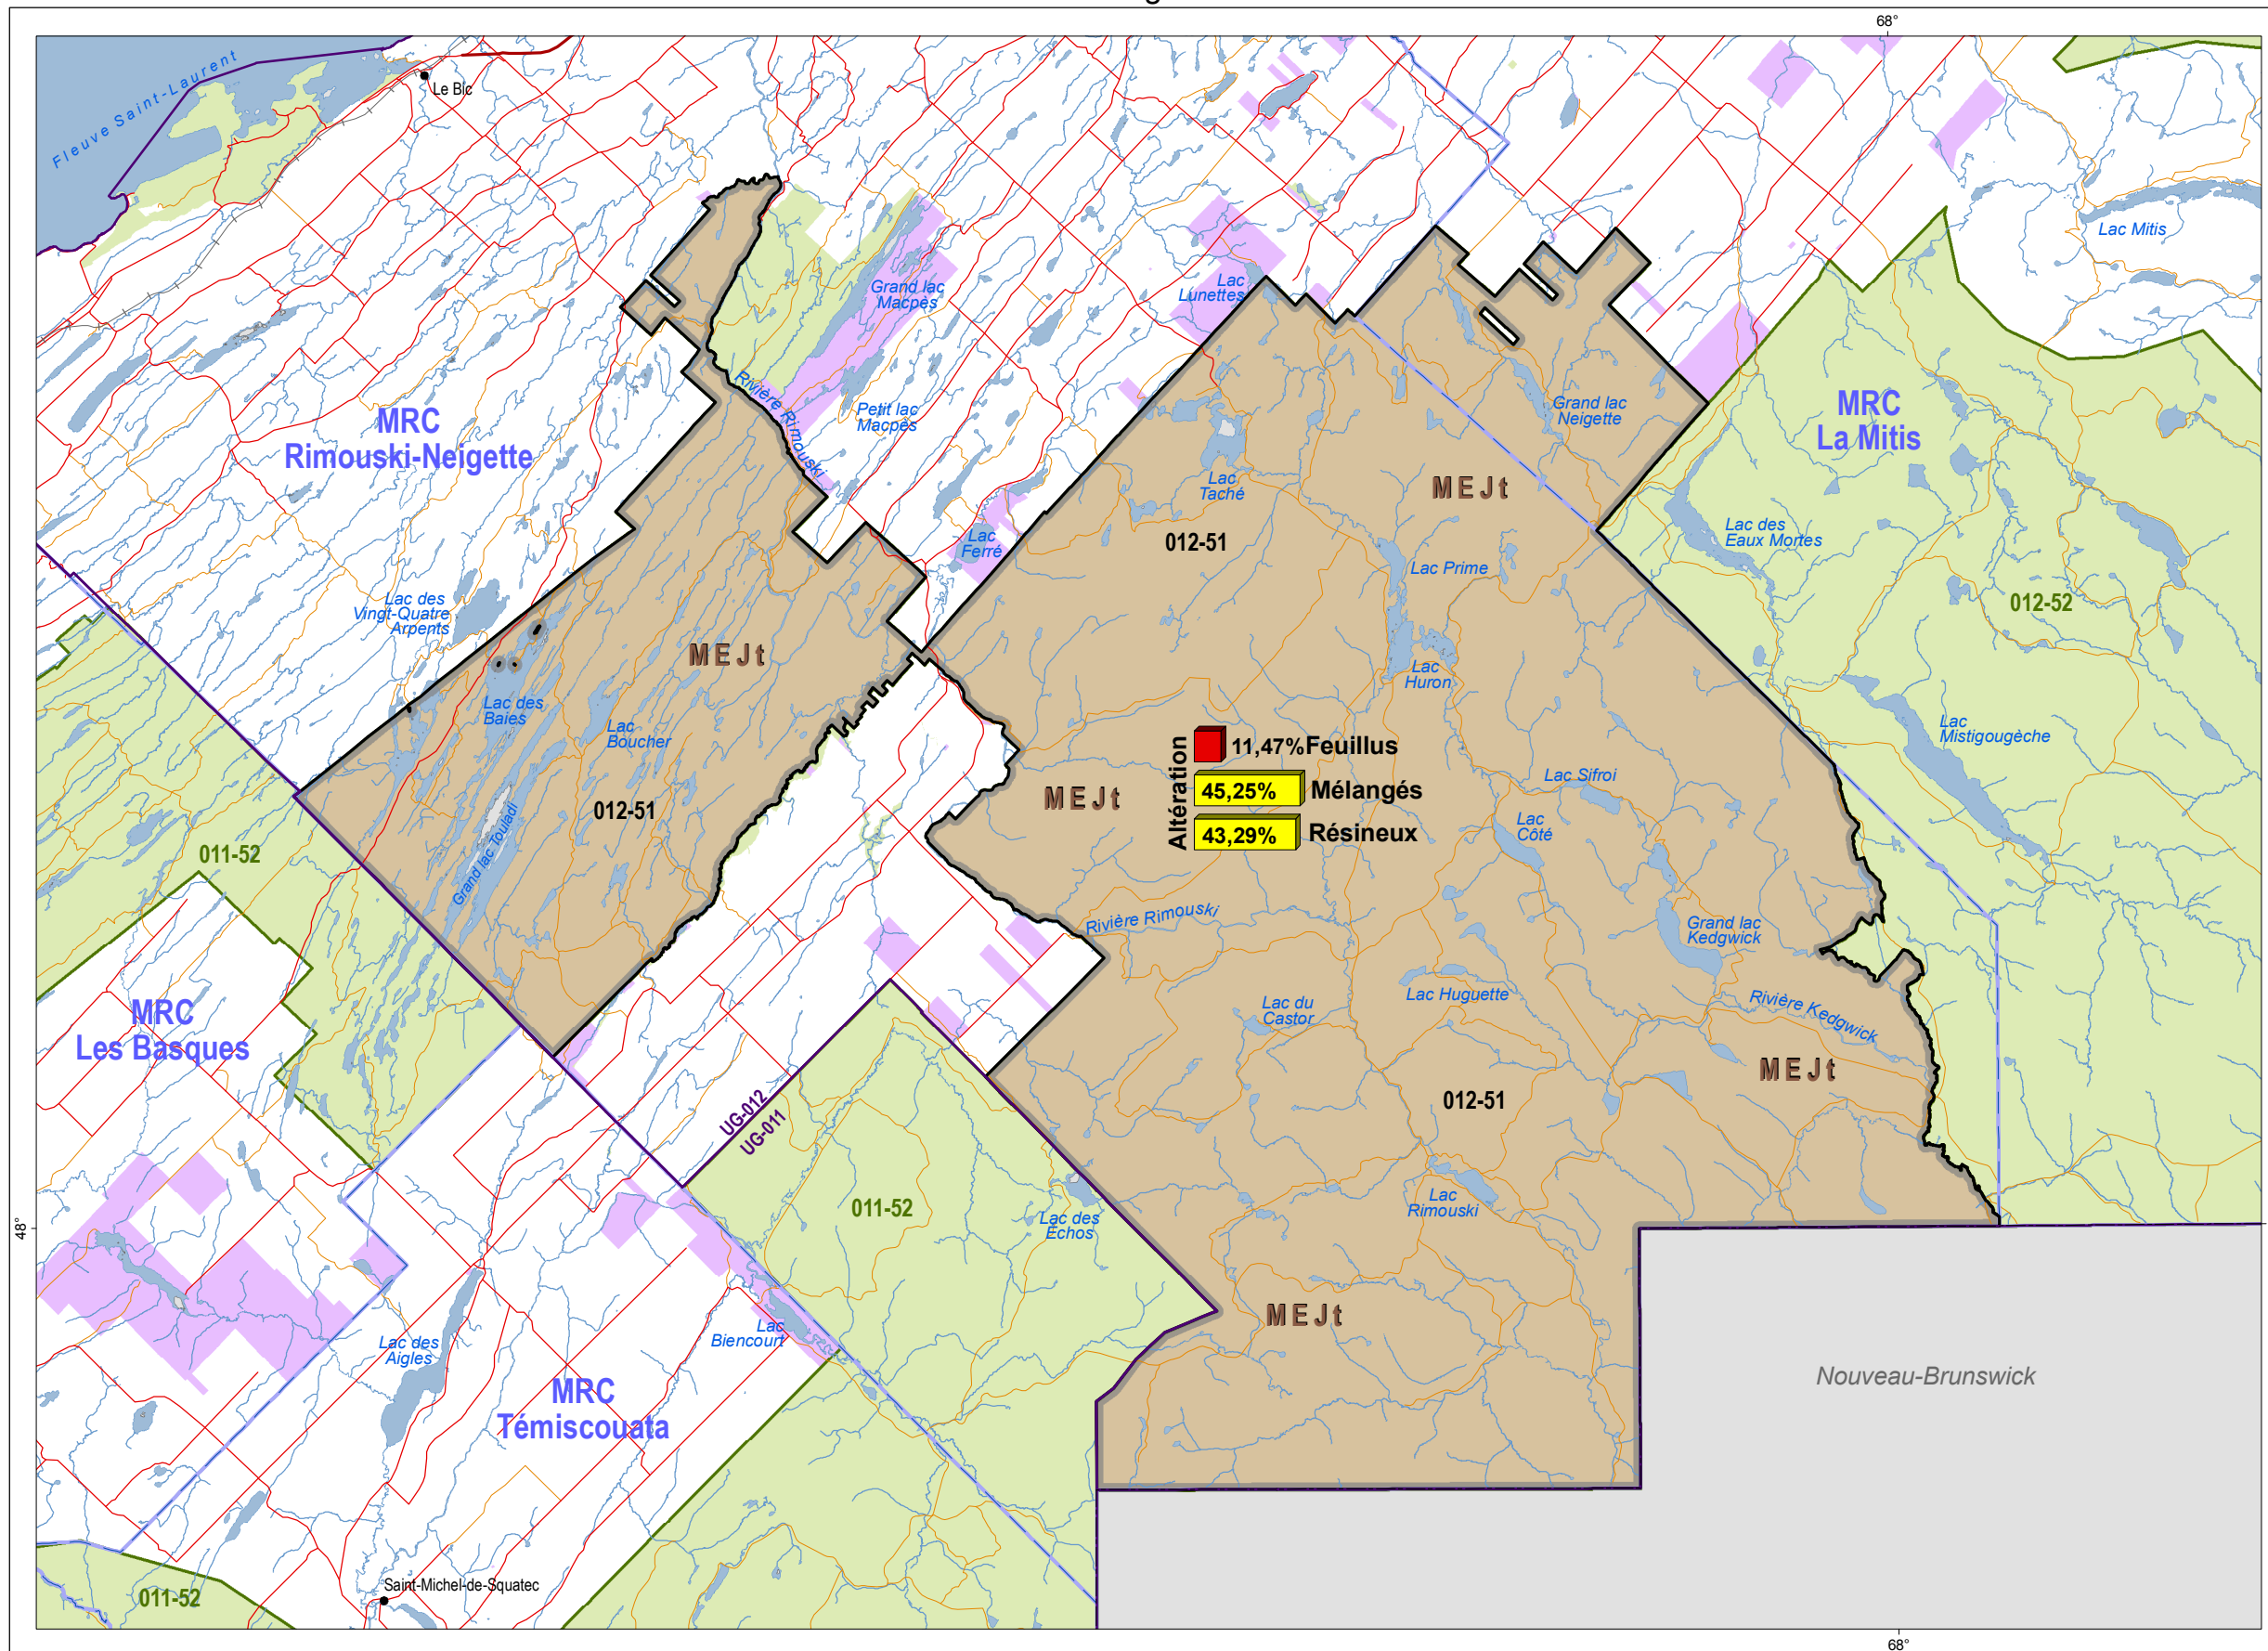 68°
Fleuve Saint-Laurent
Le Bic
Lac Mitis
Lac
Lunettes
Grand lac
Macpès
Rivière Rimouski
Petit lac
Macpès
Grand lac
Neigette
MRC
Rimouski-Neigette
MRC
La Mitis
Lac
Taché
MEJt
012-51
Lac
Ferré
Lac des
Eaux Mortes
Lac Prime
012-52
Lac des
Vingt-Quatre
Arpents
MEJt
Lac
Huron
Lac des
Baies
Lac
Boucher
Lac
Mistigougèche
Altération
11,47% Feuillus
45,25% Mélangés
43,29% Résineux
MEJt
Lac Sifroi
012-51
Lac
Côté
Grand lac Touladi
011-52
Rivière Rimouski
Grand lac
Kedgwick
Lac Huguette
Lac du
Castor
Rivière Kedgwick
MRC
Les Basques
MEJt
012-51
UG-012
UG-011
011-52
Lac des
Echos
Lac
Rimouski
48°
MEJt
Lac
Biencourt
Lac des
Aigles
Nouveau-Brunswick
MRC
Témiscouata
Saint-Michel-de-Squatec
011-52
68°